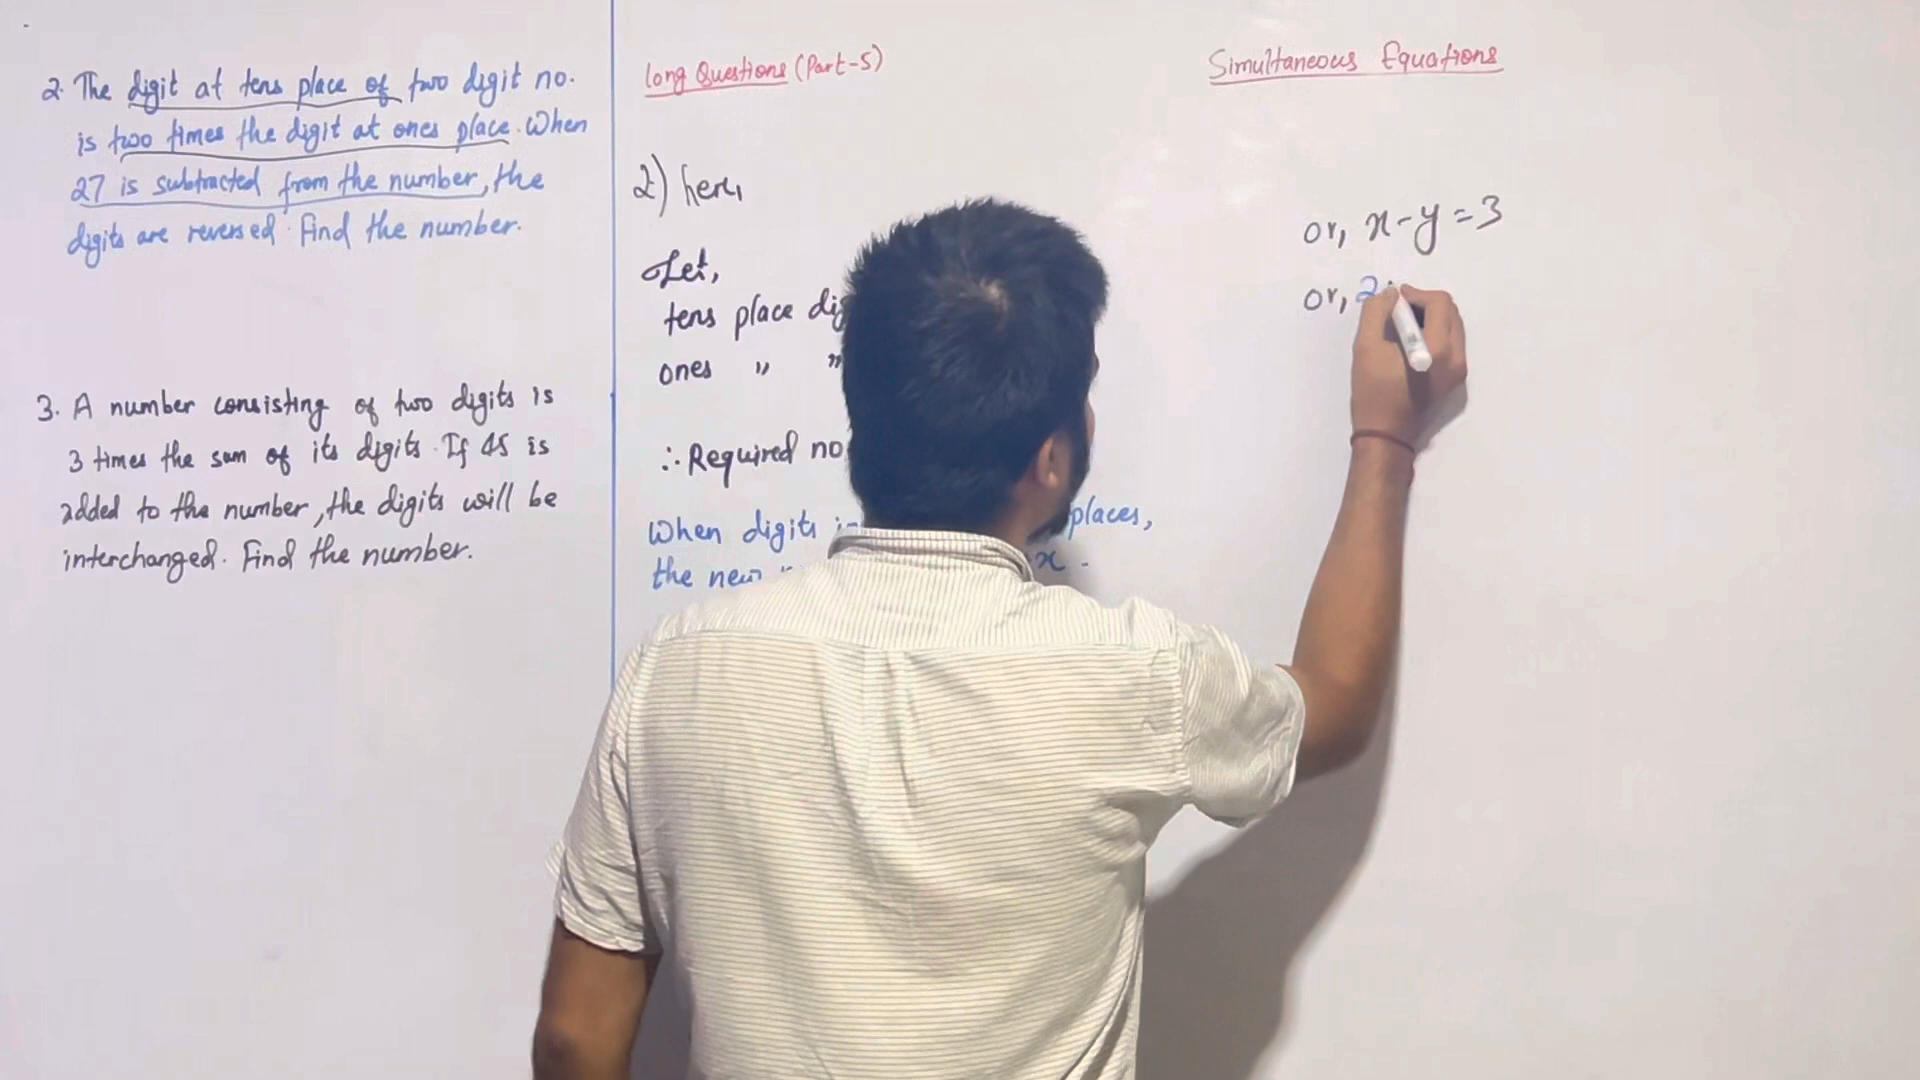 2. The digit at tens place of two digit no.
is two times the digit at ones place. When
27 is subtracted from the number, the
digits are reversed. Find the number.
3. A number consisting of two digits is
3 times the sum of its digits. If 45 is
added to the number, the digits will be
interchanged. Find the number.
Long Questions (Part-5)
2) here,
Let,
tens place
ones " "
∴ Required no
When digits places,
the new x.
Simultaneous Equations
or, x - y = 3
or, 2